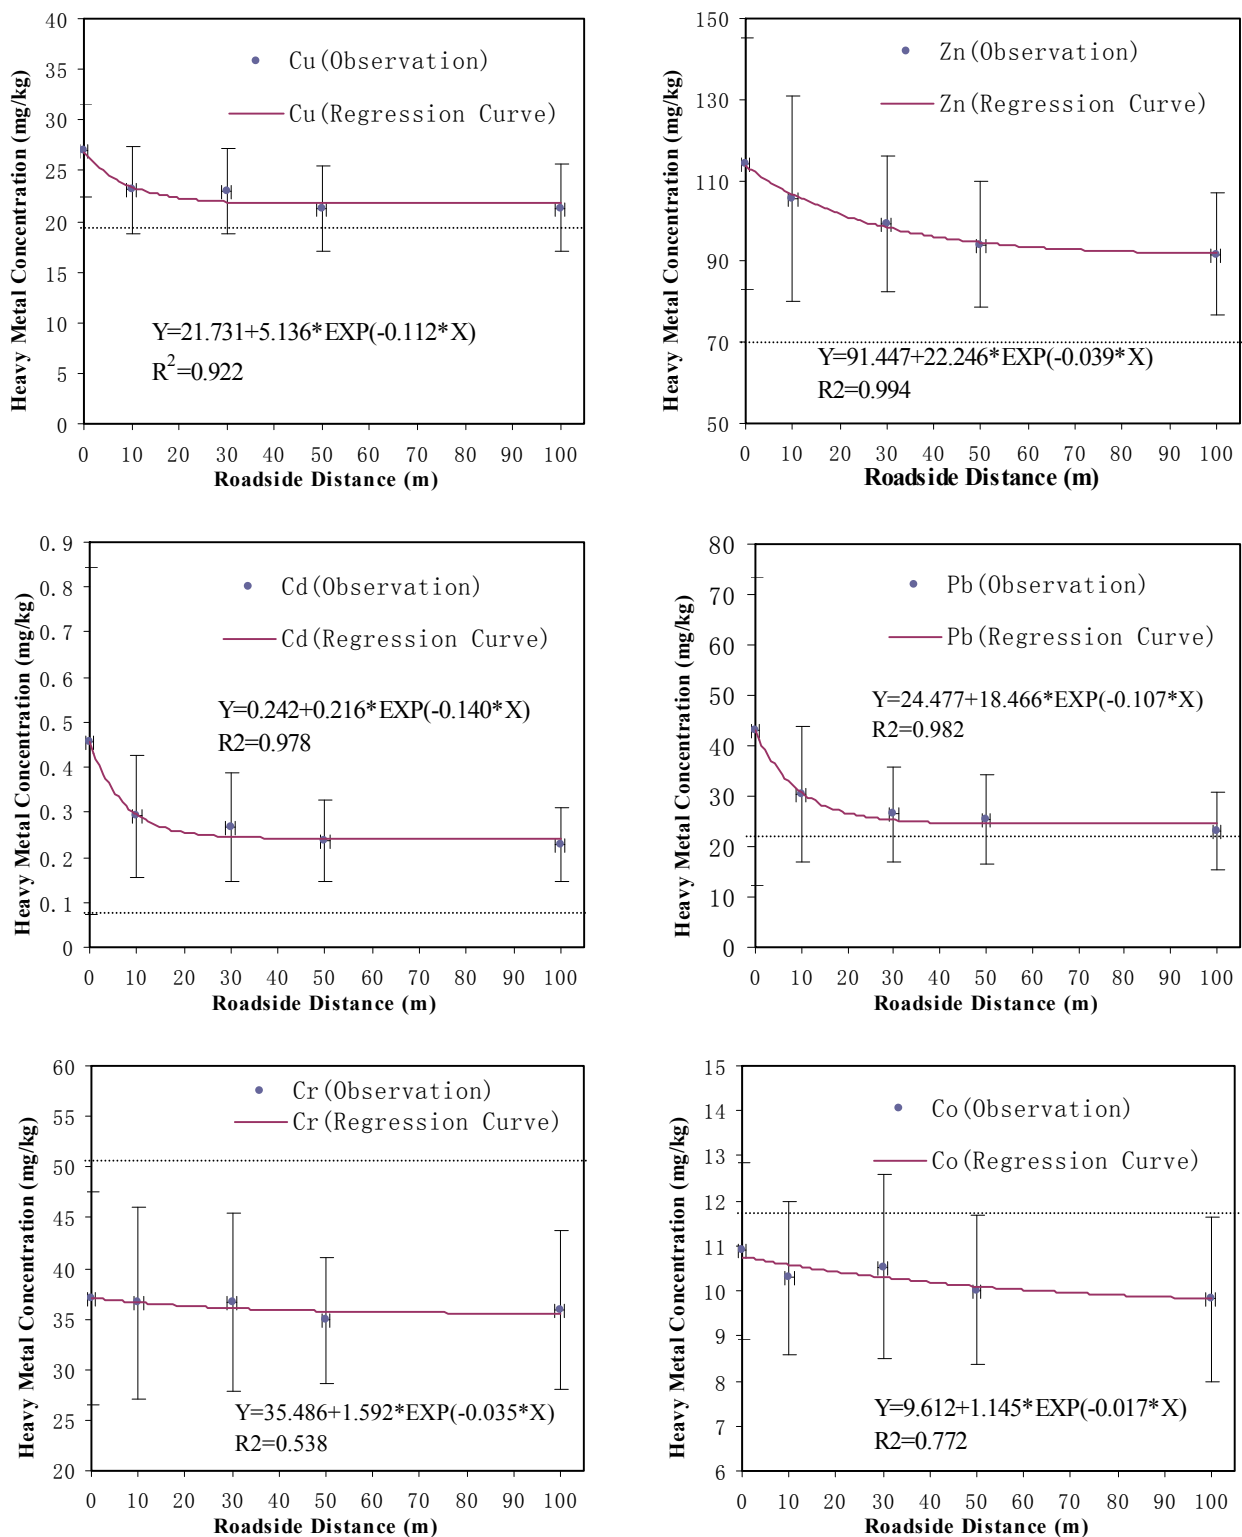 Heavy Metal Concentration (mg/kg)
40
35
30
25
20
15
10
5
0
Cu(Observation)
Cu(Regression Curve)
Y=21.731+5.136*EXP(-0.112*X)
R2=0.922
0 10 20 30 40 50 60 70 80 90 100
Roadside Distance (m)
Heavy Metal Concentration (mg/kg)
150
130
110
90
70
50
Zn(Observation)
Zn(Regression Curve)
Y=91.447+22.246*EXP(-0.039*X)
R2=0.994
0 10 20 30 40 50 60 70 80 90 100
Roadside Distance (m)
Heavy Metal Concentration (mg/kg)
0.9
0.8
0.7
0.6
0.5
0.4
0.3
0.2
0.1
0
Cd(Observation)
Cd(Regression Curve)
Y=0.242+0.216*EXP(-0.140*X)
R2=0.978
0 10 20 30 40 50 60 70 80 90 100
Roadside Distance (m)
Heavy Metal Concentration (mg/kg)
80
70
60
50
40
30
20
10
0
Pb(Observation)
Pb(Regression Curve)
Y=24.477+18.466*EXP(-0.107*X)
R2=0.982
0 10 20 30 40 50 60 70 80 90 100
Roadside Distance (m)
Heavy Metal Concentration (mg/kg)
60
55
50
45
40
35
30
25
20
Cr(Observation)
Cr(Regression Curve)
Y=35.486+1.592*EXP(-0.035*X)
R2=0.538
0 10 20 30 40 50 60 70 80 90 100
Roadside Distance (m)
Heavy Metal Concentration (mg/kg)
15
14
13
12
11
10
9
8
7
6
Co(Observation)
Co(Regression Curve)
Y=9.612+1.145*EXP(-0.017*X)
R2=0.772
0 10 20 30 40 50 60 70 80 90 100
Roadside Distance (m)